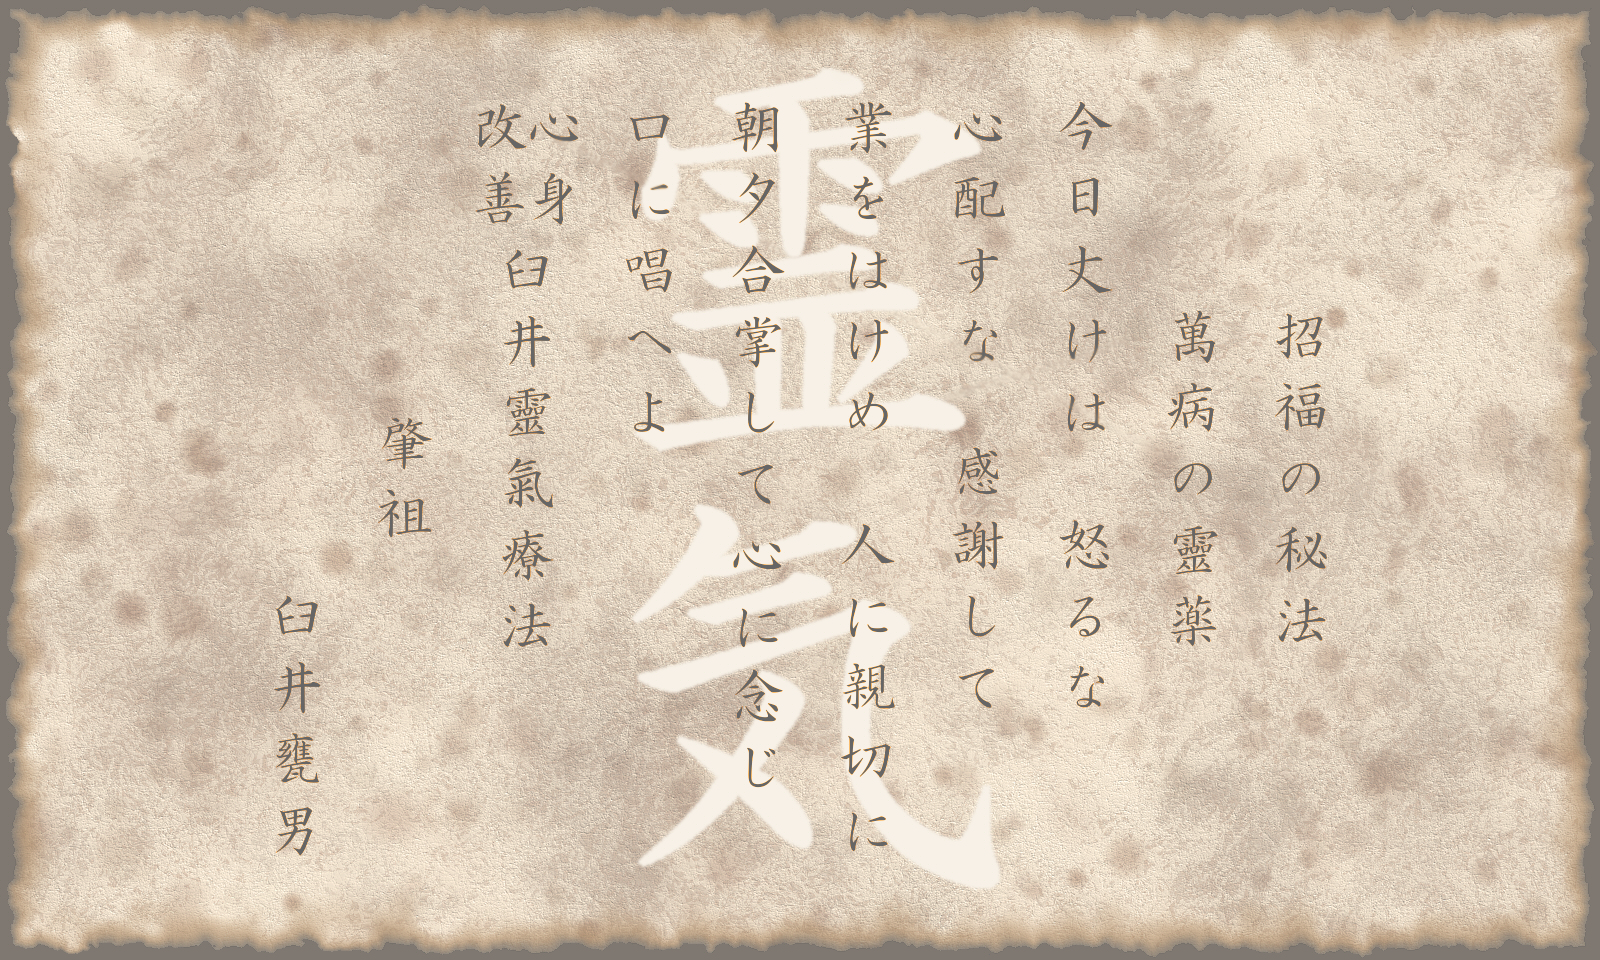 招福の秘法
萬病の靈薬
今日丈けは 怒るな
心配すな 感謝して
業をはけめ 人に親切に
朝夕合掌して心に念じ
口に唱へよ
心身改善 臼井靈氣療法
肇祖
臼井甕男
靈気